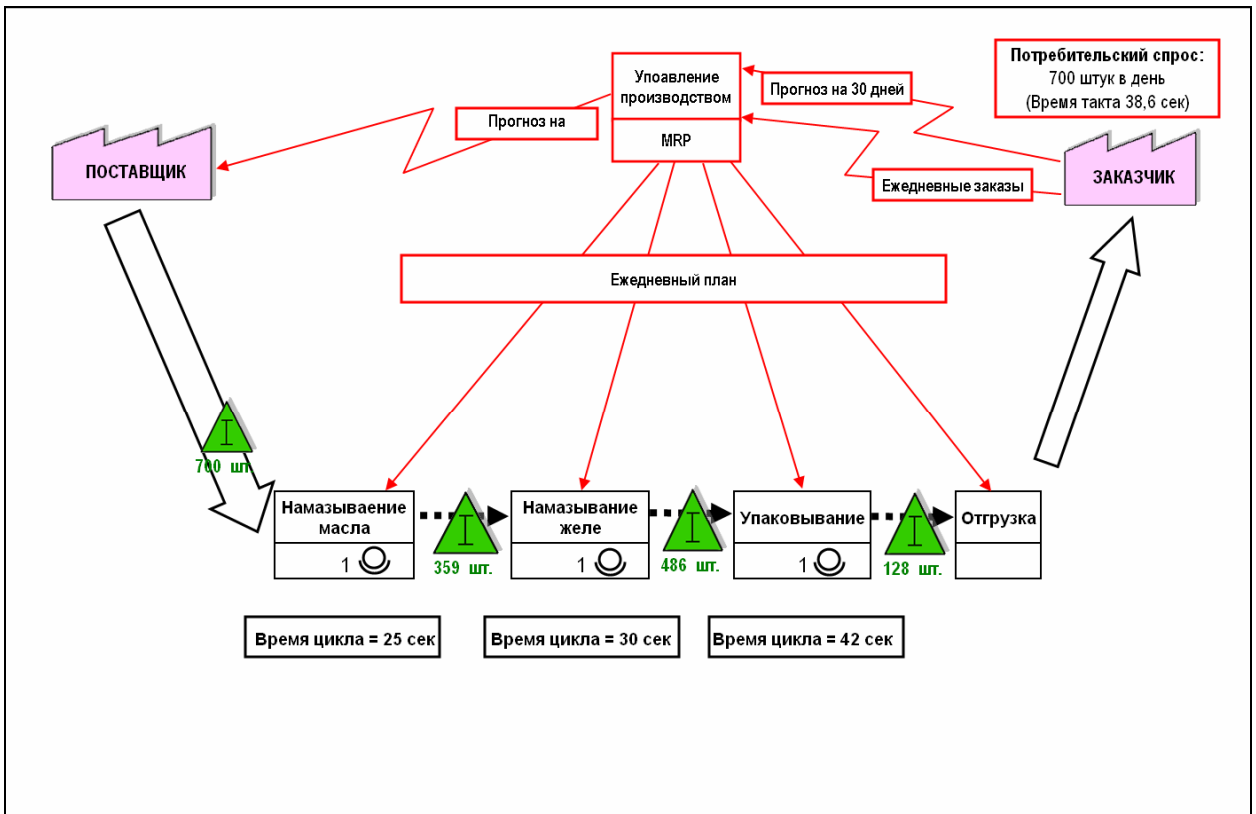 Потребительский спрос:
700 штук в день
(Время такта 38,6 сек)
Упоавление
производством
MRP
Прогноз на 30 дней
Прогноз на
ПОСТАВЩИК
ЗАКАЗЧИК
Ежедневные заказы
Ежедневный план
700 шт.
Намазываение
масла
1
359 шт.
Намазывание
желе
1
486 шт.
Упаковывание
1
128 шт.
Отгрузка
Время цикла = 25 сек
Время цикла = 30 сек
Время цикла = 42 сек